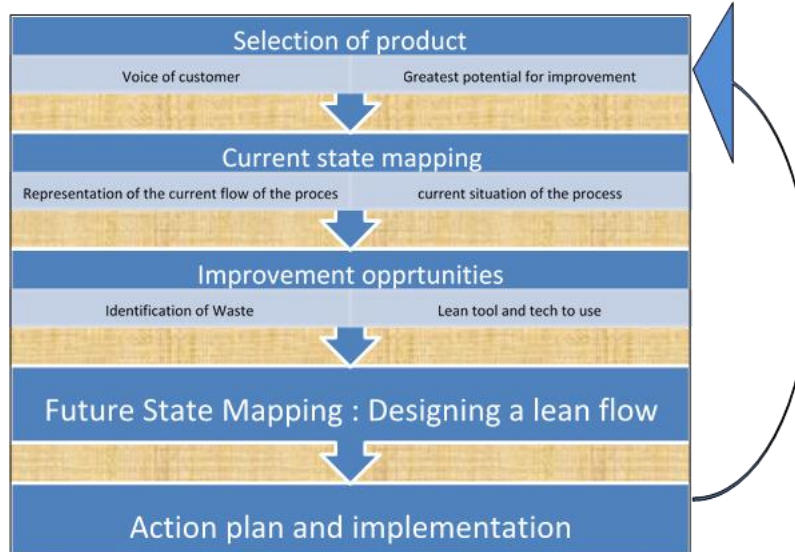 Selection of product
Voice of customer
Greatest potential for improvement
Current state mapping
Representation of the current flow of the proces
current situation of the process
Improvement opprtunities
Identification of Waste
Lean tool and tech to use
Future State Mapping : Designing a lean flow
Action plan and implementation